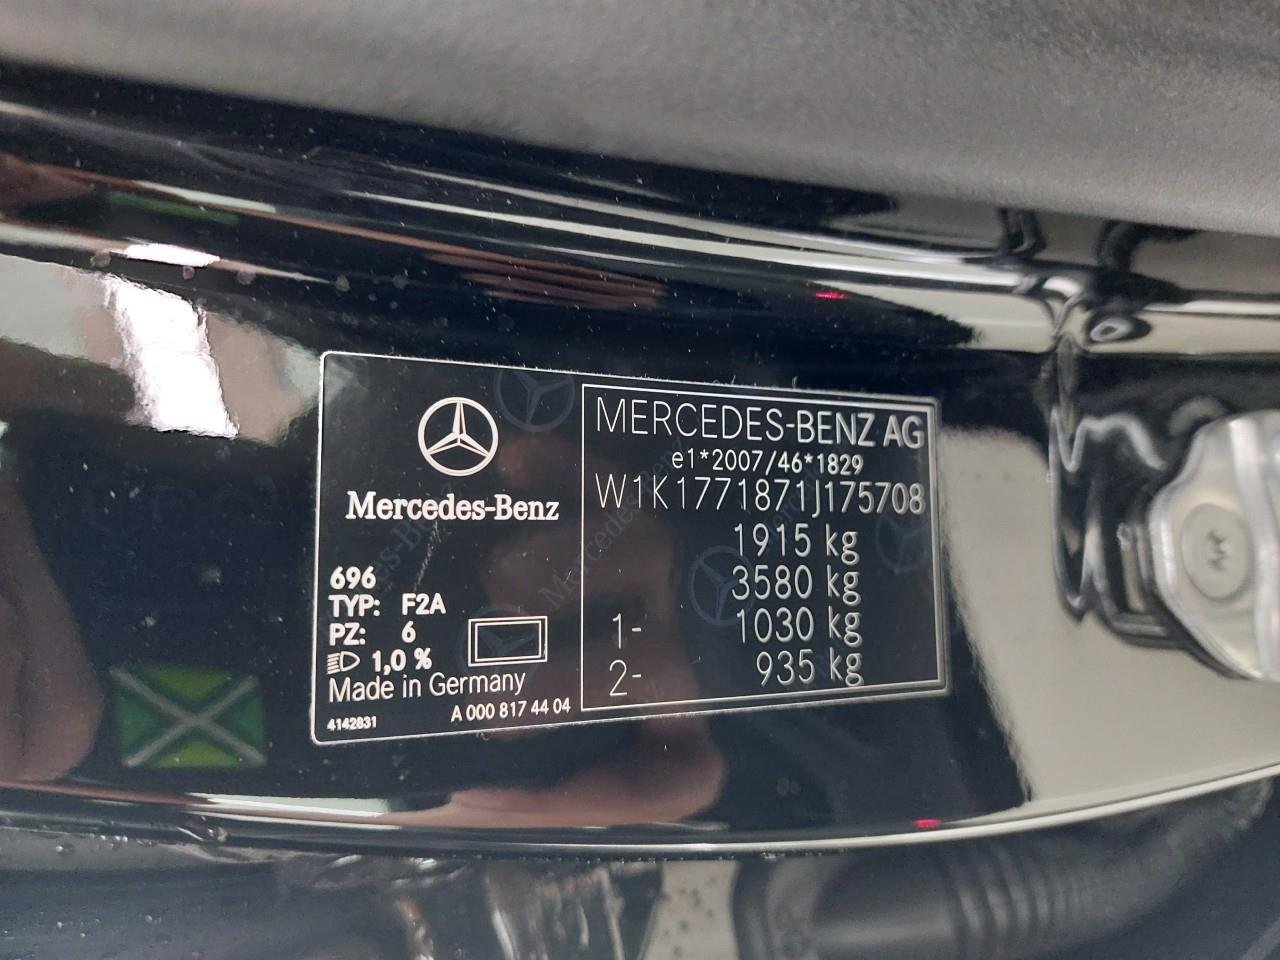 Mercedes-Benz
696
TYP: F2A
PZ: 6
1,0 %
Made in Germany
4142831
A 000 817 44 04
MERCEDES-BENZ AG
e1*2007/46*1829
W1K1771871J175708
1915 kg
3580 kg
1- 1030 kg
2- 935 kg